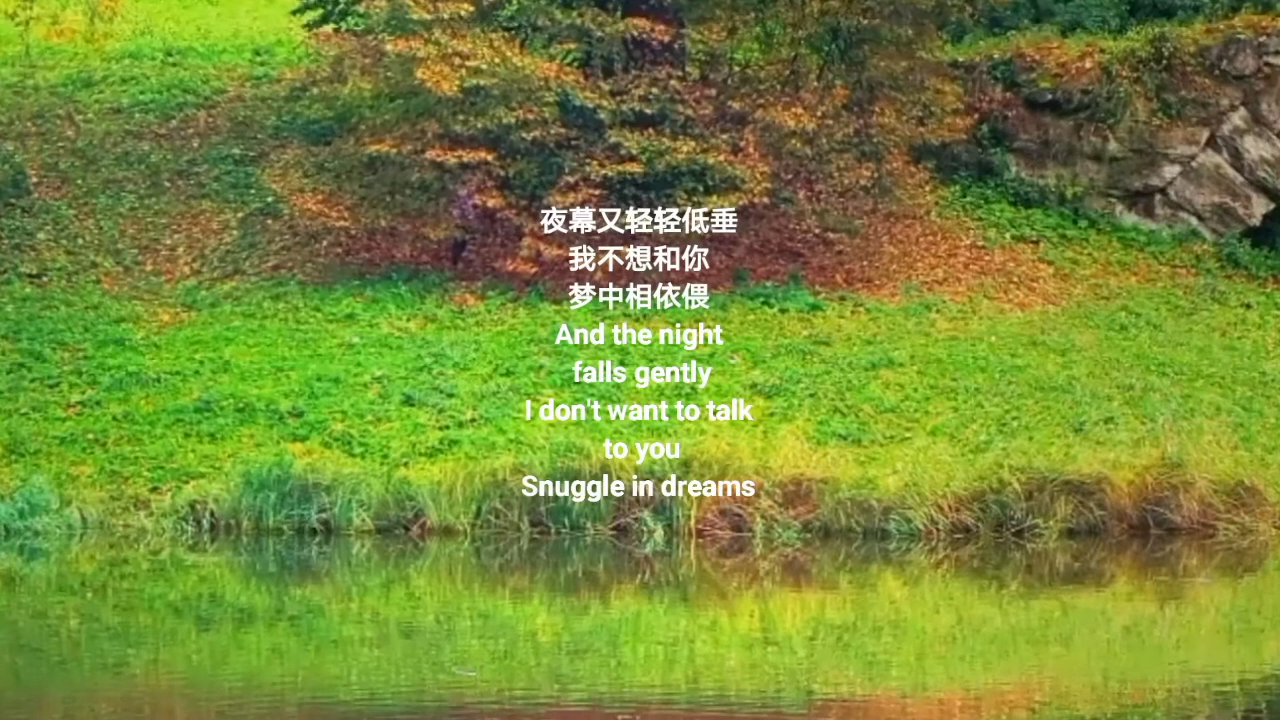 夜幕又轻轻低垂
我不想和你
梦中相依偎
And the night
falls gently
I don't want to talk
to you
Snuggle in dreams